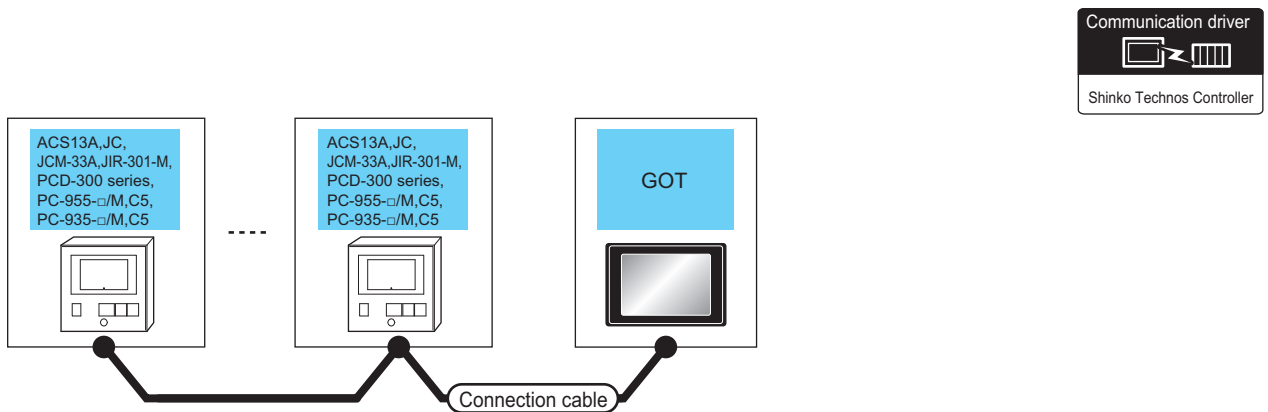 Communication driver
Shinko Technos Controller
ACS13A,JC,
JCM-33A,JIR-301-M,
PCD-300 series,
PC-955-□/M,C5,
PC-935-□/M,C5
ACS13A,JC,
JCM-33A,JIR-301-M,
PCD-300 series,
PC-955-□/M,C5,
PC-935-□/M,C5
GOT
Connection cable